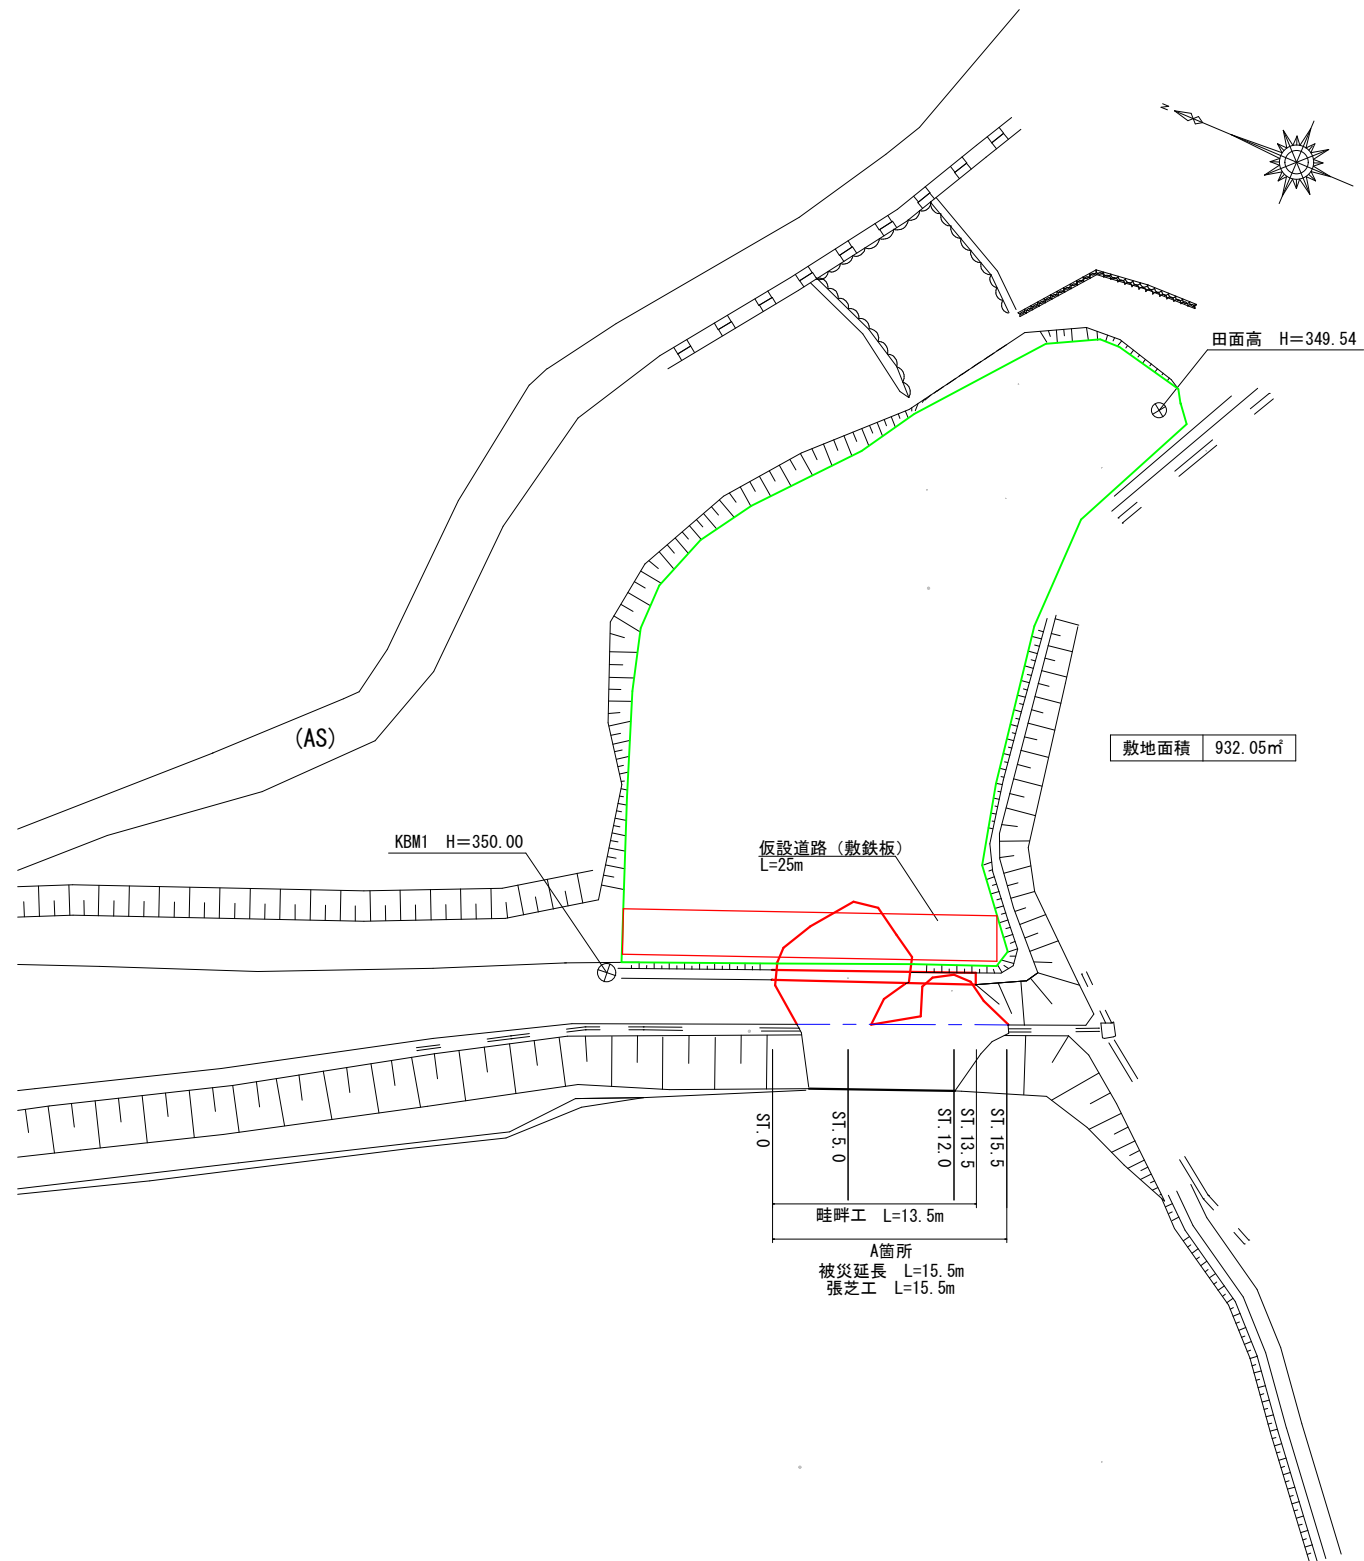 N
田面高 H=349.54
(AS)
敷地面積 932.05㎡
KBM1 H=350.00
仮設道路（敷鉄板）
L=25m
ST.0
ST.5.0
ST.12.0
ST.13.5
ST.15.5
畦畔工 L=13.5m
A箇所
被災延長 L=15.5m
張芝工 L=15.5m